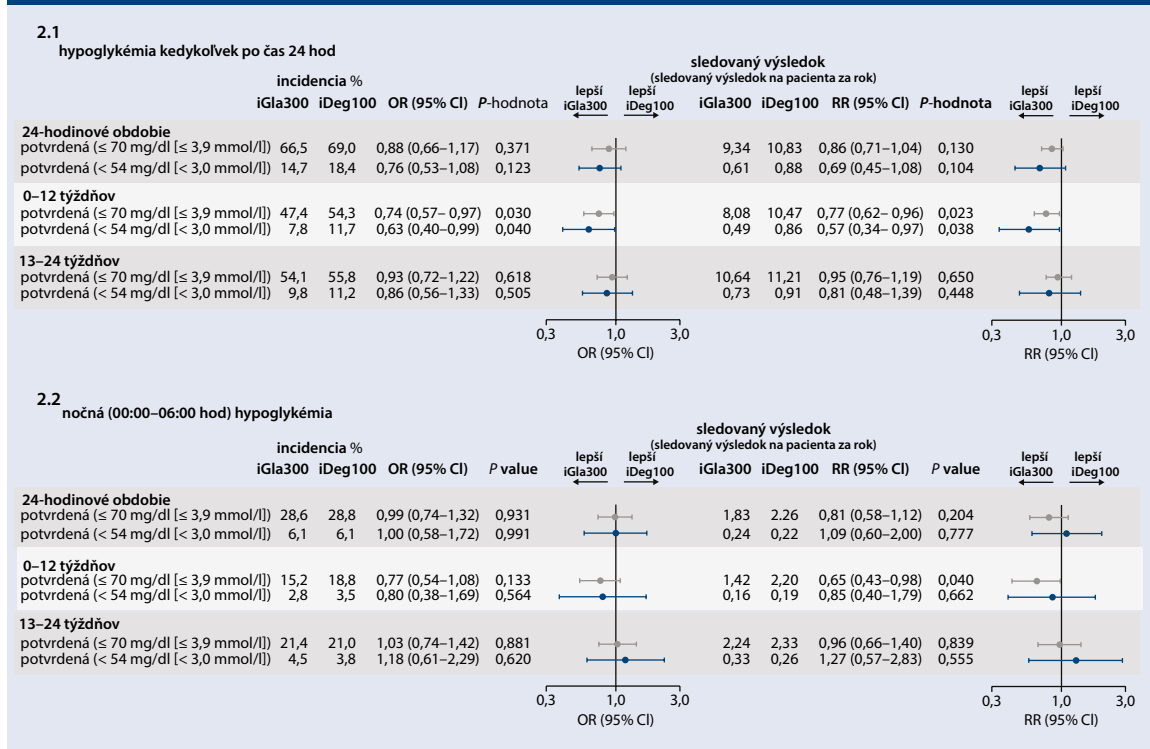 2.1
hypoglykémia kedykoľvek po čas 24 hod
sledovaný výsledok
incidencia % (sledovaný výsledok na pacienta za rok)
lepší lepší lepší lepší
iGla300 iDeg100 OR (95% Cl) P-hodnota iGla300 iDeg100 iGla300 iDeg100 RR (95% Cl) P-hodnota iGla300 iDeg100
24-hodinové obdobie
potvrdená (≤ 70 mg/dl [≤ 3,9 mmol/l]) 66,5 69,0 0,88 (0,66–1,17) 0,371 9,34 10,83 0,86 (0,71–1,04) 0,130
potvrdená (< 54 mg/dl [< 3,0 mmol/l]) 14,7 18,4 0,76 (0,53–1,08) 0,123 0,61 0,88 0,69 (0,45–1,08) 0,104
0–12 týždňov
potvrdená (≤ 70 mg/dl [≤ 3,9 mmol/l]) 47,4 54,3 0,74 (0,57– 0,97) 0,030 8,08 10,47 0,77 (0,62– 0,96) 0,023
potvrdená (< 54 mg/dl [< 3,0 mmol/l]) 7,8 11,7 0,63 (0,40–0,99) 0,040 0,49 0,86 0,57 (0,34– 0,97) 0,038
13–24 týždňov
potvrdená (≤ 70 mg/dl [≤ 3,9 mmol/l]) 54,1 55,8 0,93 (0,72–1,22) 0,618 10,64 11,21 0,95 (0,76–1,19) 0,650
potvrdená (< 54 mg/dl [< 3,0 mmol/l]) 9,8 11,2 0,86 (0,56–1,33) 0,505 0,73 0,91 0,81 (0,48–1,39) 0,448
0,3 1,0 3,0 0,3 1,0 3,0
OR (95% Cl) RR (95% Cl)
2.2
nočná (00:00–06:00 hod) hypoglykémia
sledovaný výsledok
incidencia % (sledovaný výsledok na pacienta za rok)
lepší lepší lepší lepší
iGla300 iDeg100 OR (95% Cl) P value iGla300 iDeg100 iGla300 iDeg100 RR (95% Cl) P value iGla300 iDeg100
24-hodinové obdobie
potvrdená (≤ 70 mg/dl [≤ 3,9 mmol/l]) 28,6 28,8 0,99 (0,74–1,32) 0,931 1,83 2.26 0,81 (0,58–1,12) 0,204
potvrdená (< 54 mg/dl [< 3,0 mmol/l]) 6,1 6,1 1,00 (0,58–1,72) 0,991 0,24 0,22 1,09 (0,60–2,00) 0,777
0–12 týždňov
potvrdená (≤ 70 mg/dl [≤ 3,9 mmol/l]) 15,2 18,8 0,77 (0,54–1,08) 0,133 1,42 2,20 0,65 (0,43–0,98) 0,040
potvrdená (< 54 mg/dl [< 3,0 mmol/l]) 2,8 3,5 0,80 (0,38–1,69) 0,564 0,16 0,19 0,85 (0,40–1,79) 0,662
13–24 týždňov
potvrdená (≤ 70 mg/dl [≤ 3,9 mmol/l]) 21,4 21,0 1,03 (0,74–1,42) 0,881 2,24 2,33 0,96 (0,66–1,40) 0,839
potvrdená (< 54 mg/dl [< 3,0 mmol/l]) 4,5 3,8 1,18 (0,61–2,29) 0,620 0,33 0,26 1,27 (0,57–2,83) 0,555
0,3 1,0 3,0 0,3 1,0 3,0
OR (95% Cl) RR (95% Cl)